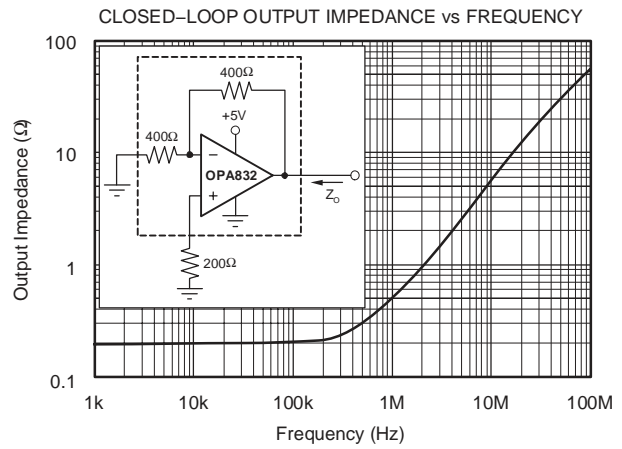 CLOSED–LOOP OUTPUT IMPEDANCE vs FREQUENCY
100
10
1
0.1
Output Impedance (Ω)
400Ω
+5V
400Ω
−
OPA832
+
Z_O
200Ω
1k 10k 100k 1M 10M 100M
Frequency (Hz)